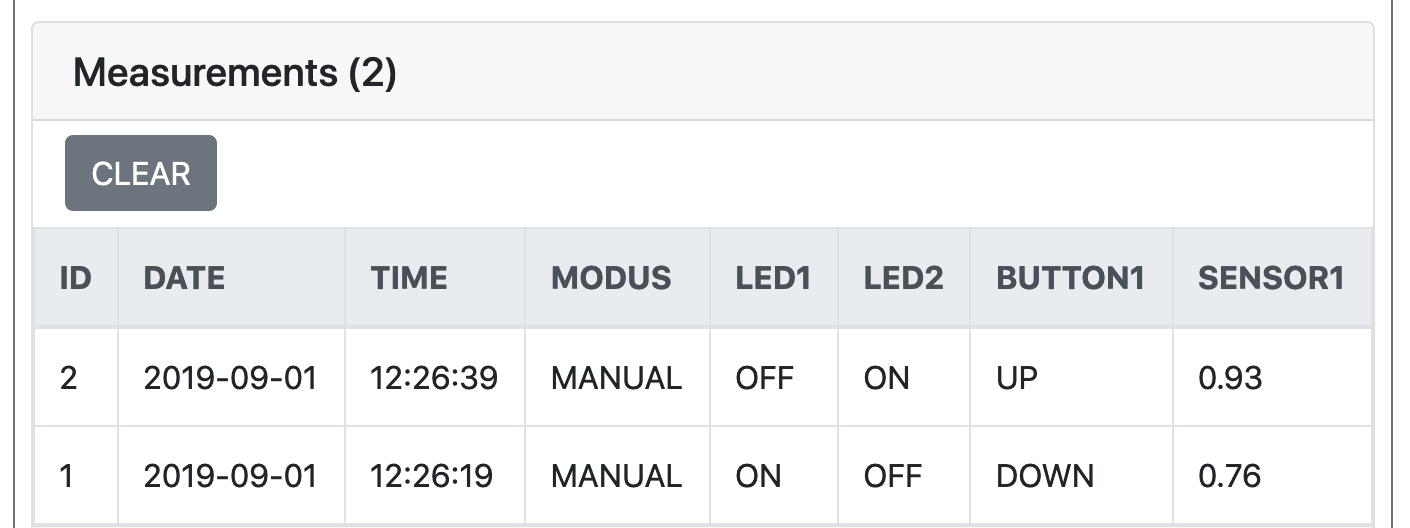 Measurements (2)
CLEAR
ID DATE TIME MODUS LED1 LED2 BUTTON1 SENSOR1
2 2019-09-01 12:26:39 MANUAL OFF ON UP 0.93
1 2019-09-01 12:26:19 MANUAL ON OFF DOWN 0.76